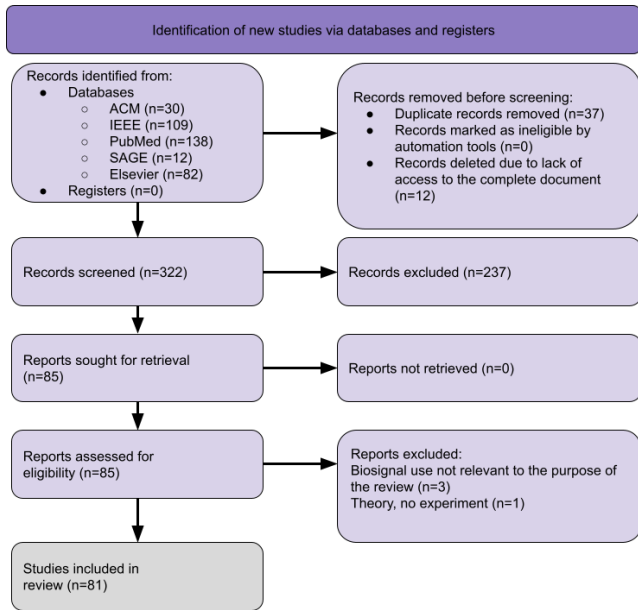 Identification of new studies via databases and registers
Records identified from:
● Databases
○ ACM (n=30)
○ IEEE (n=109)
○ PubMed (n=138)
○ SAGE (n=12)
○ Elsevier (n=82)
● Registers (n=0)
Records removed before screening:
● Duplicate records removed (n=37)
● Records marked as ineligible by
automation tools (n=0)
● Records deleted due to lack of
access to the complete document
(n=12)
Records screened (n=322)
Records excluded (n=237)
Reports sought for retrieval
(n=85)
Reports not retrieved (n=0)
Reports assessed for
eligibility (n=85)
Reports excluded:
Biosignal use not relevant to the purpose of
the review (n=3)
Theory, no experiment (n=1)
Studies included in
review (n=81)